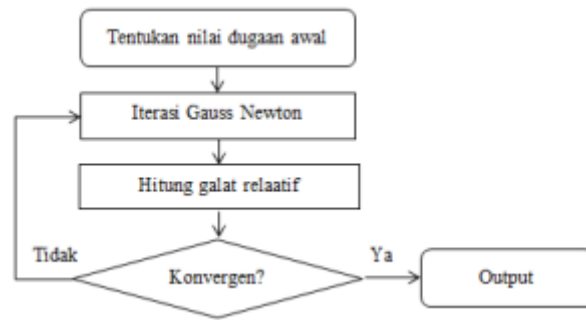 Tentukan nilai dugaan awal
Iterasi Gauss Newton
Hitung galat relaatif
Tidak
Konvergen?
Ya
Output